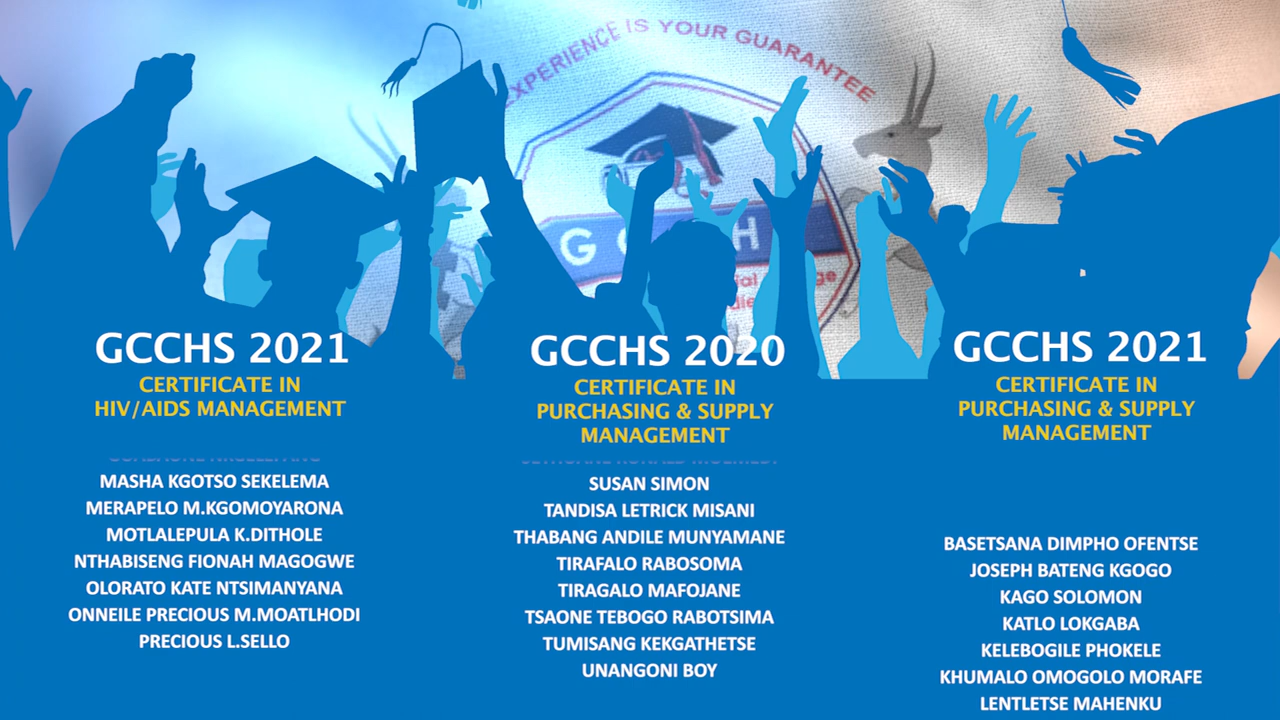 EXPERIENCE IS YOUR GUARANTEE
G
H
GCCHS 2021
CERTIFICATE IN
HIV/AIDS MANAGEMENT
MASHA KGOTSO SEKELEMA
MERAPELO M.KGOMOYARONA
MOTLALEPULA K.DITHOLE
NTHABISENG FIONAH MAGOGWE
OLORATO KATE NTSIMANYANA
ONNEILE PRECIOUS M.MOATLHODI
PRECIOUS L.SELLO
GCCHS 2020
CERTIFICATE IN
PURCHASING & SUPPLY
MANAGEMENT
SUSAN SIMON
TANDISA LETRICK MISANI
THABANG ANDILE MUNYAMANE
TIRAFALO RABOSOMA
TIRAGALO MAFOJANE
TSAONE TEBOGO RABOTSIMA
TUMISANG KEKGATHETSE
UNANGONI BOY
GCCHS 2021
CERTIFICATE IN
PURCHASING & SUPPLY
MANAGEMENT
BASETSANA DIMPHO OFENTSE
JOSEPH BATENG KGOGO
KAGO SOLOMON
KATLO LOKGABA
KELEBOGILE PHOKELE
KHUMALO OMOGOLO MORAFE
LENTLETSE MAHENKU